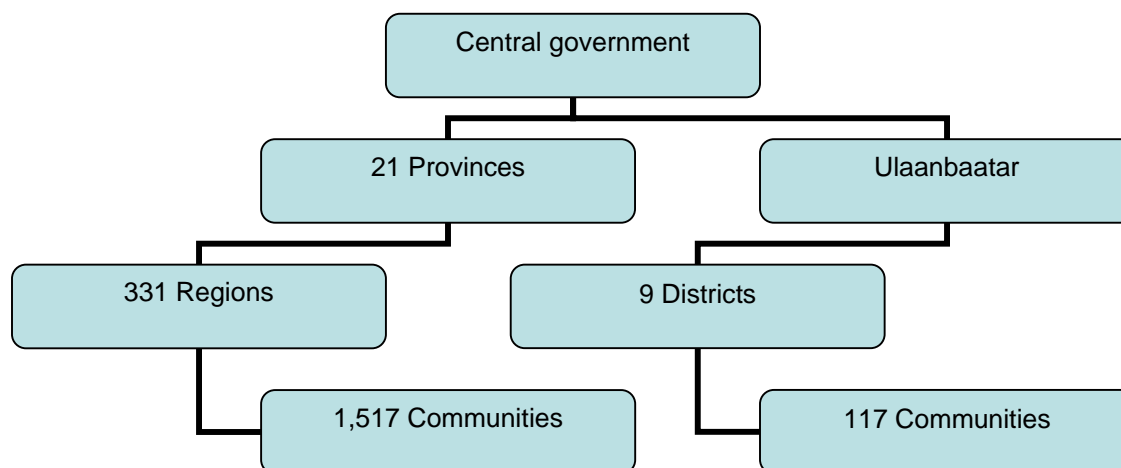 Central government
21 Provinces
Ulaanbaatar
331 Regions
9 Districts
1,517 Communities
117 Communities